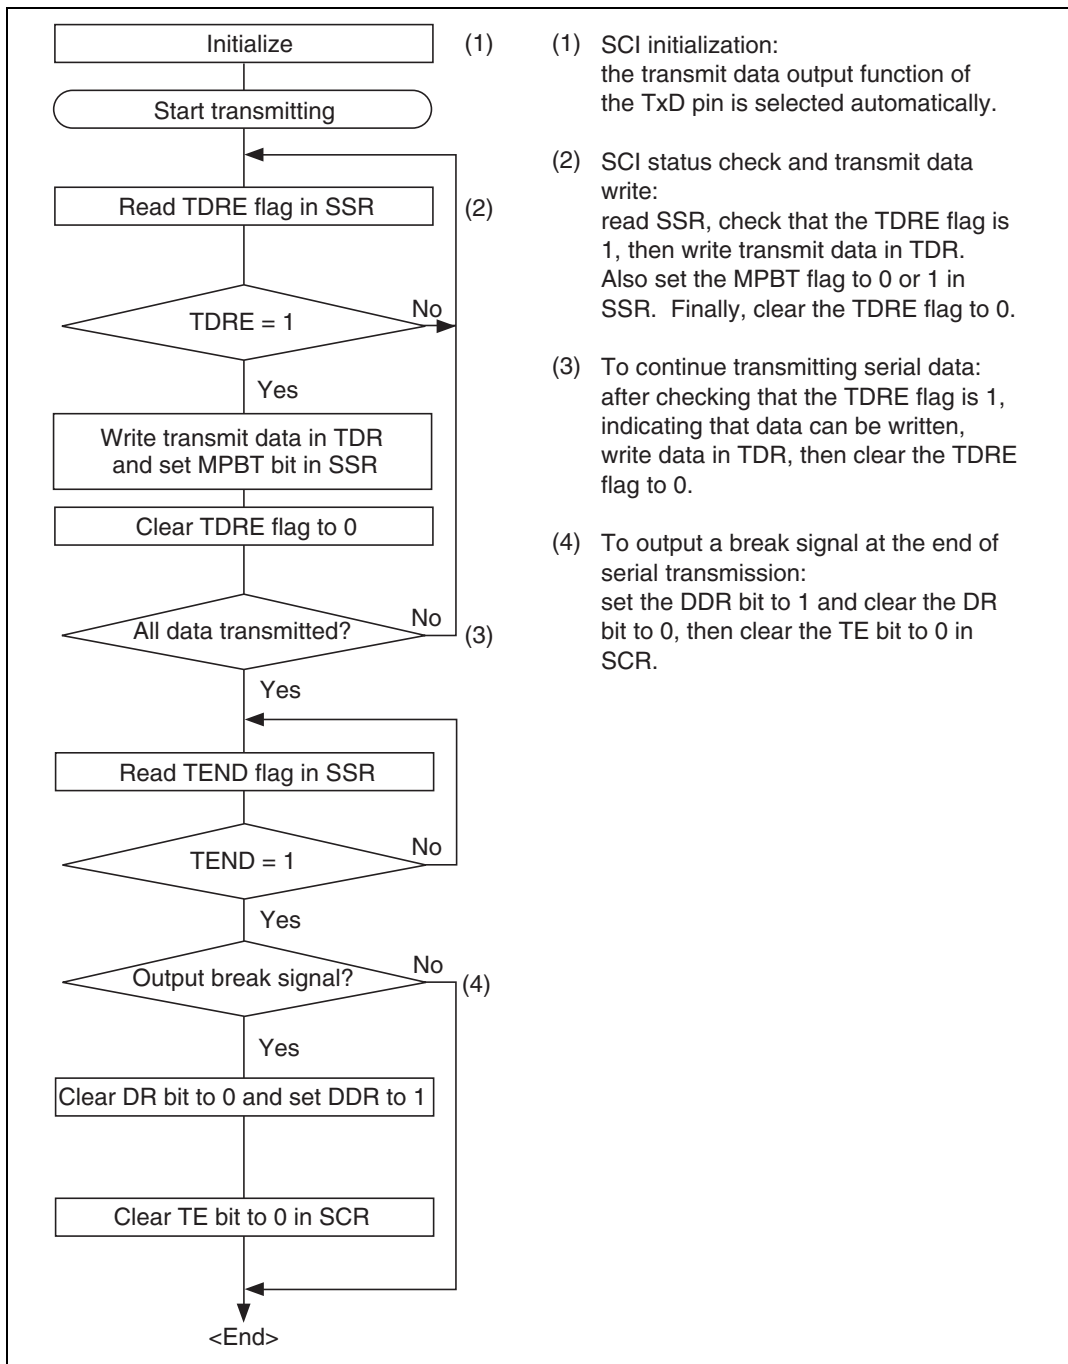 Initialize
(1)
Start transmitting
Read TDRE flag in SSR
(2)
TDRE = 1
No
Yes
Write transmit data in TDR
and set MPBT bit in SSR
Clear TDRE flag to 0
All data transmitted?
No
(3)
Yes
Read TEND flag in SSR
TEND = 1
No
Yes
Output break signal?
No
(4)
Yes
Clear DR bit to 0 and set DDR to 1
Clear TE bit to 0 in SCR
<End>
(1) SCI initialization:
the transmit data output function of
the TxD pin is selected automatically.
(2) SCI status check and transmit data
write:
read SSR, check that the TDRE flag is
1, then write transmit data in TDR.
Also set the MPBT flag to 0 or 1 in
SSR. Finally, clear the TDRE flag to 0.
(3) To continue transmitting serial data:
after checking that the TDRE flag is 1,
indicating that data can be written,
write data in TDR, then clear the TDRE
flag to 0.
(4) To output a break signal at the end of
serial transmission:
set the DDR bit to 1 and clear the DR
bit to 0, then clear the TE bit to 0 in
SCR.